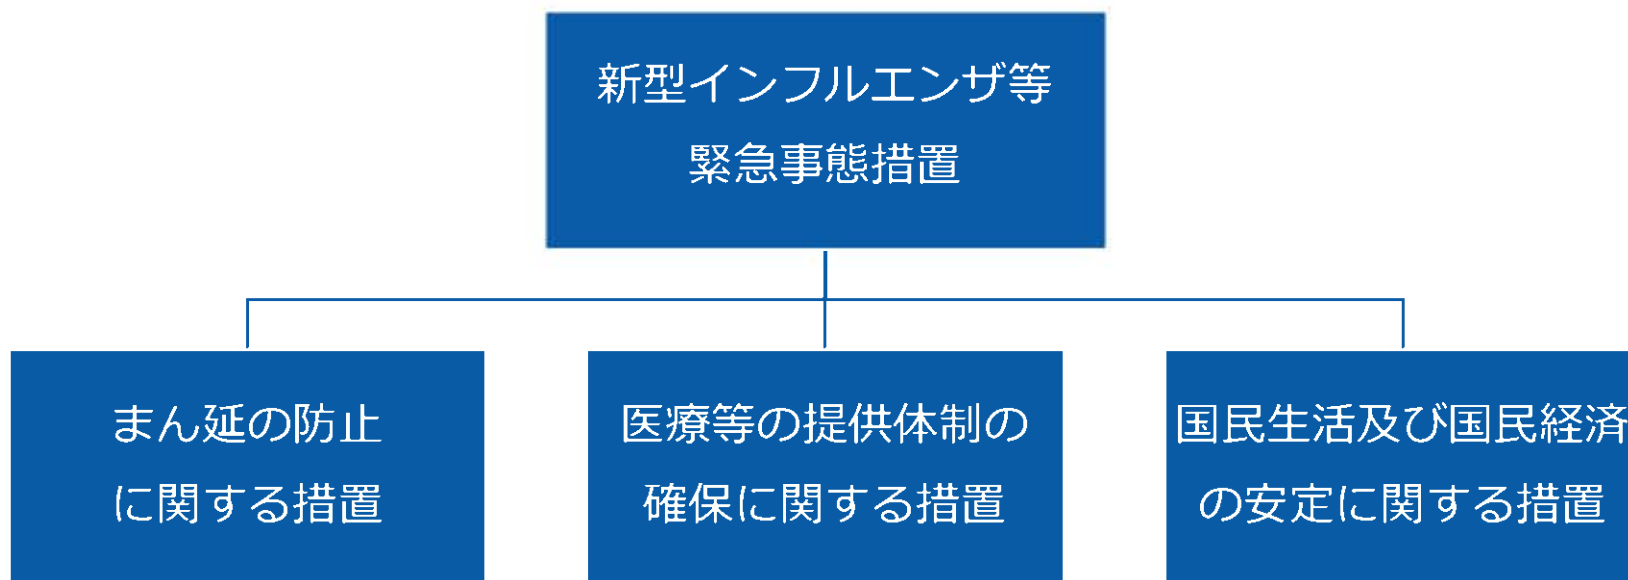 新型インフルエンザ等
緊急事態措置
まん延の防止
に関する措置
医療等の提供体制の
確保に関する措置
国民生活及び国民経済
の安定に関する措置